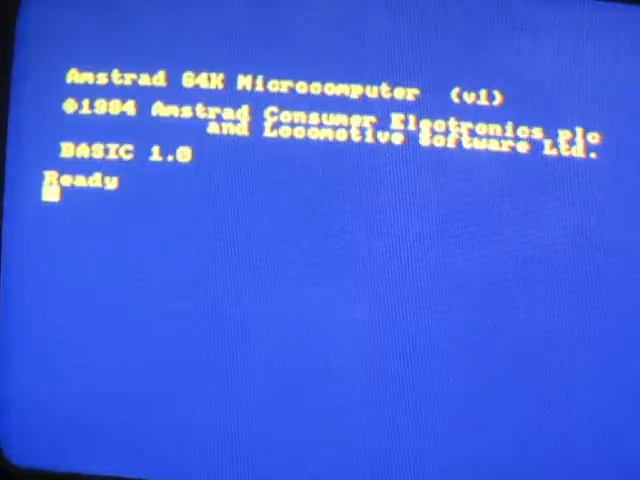 Amstrad 64K Microcomputer (v1)
©1984 Amstrad Consumer Electronics plc
and Locomotive Software Ltd.
BASIC 1.0
Ready